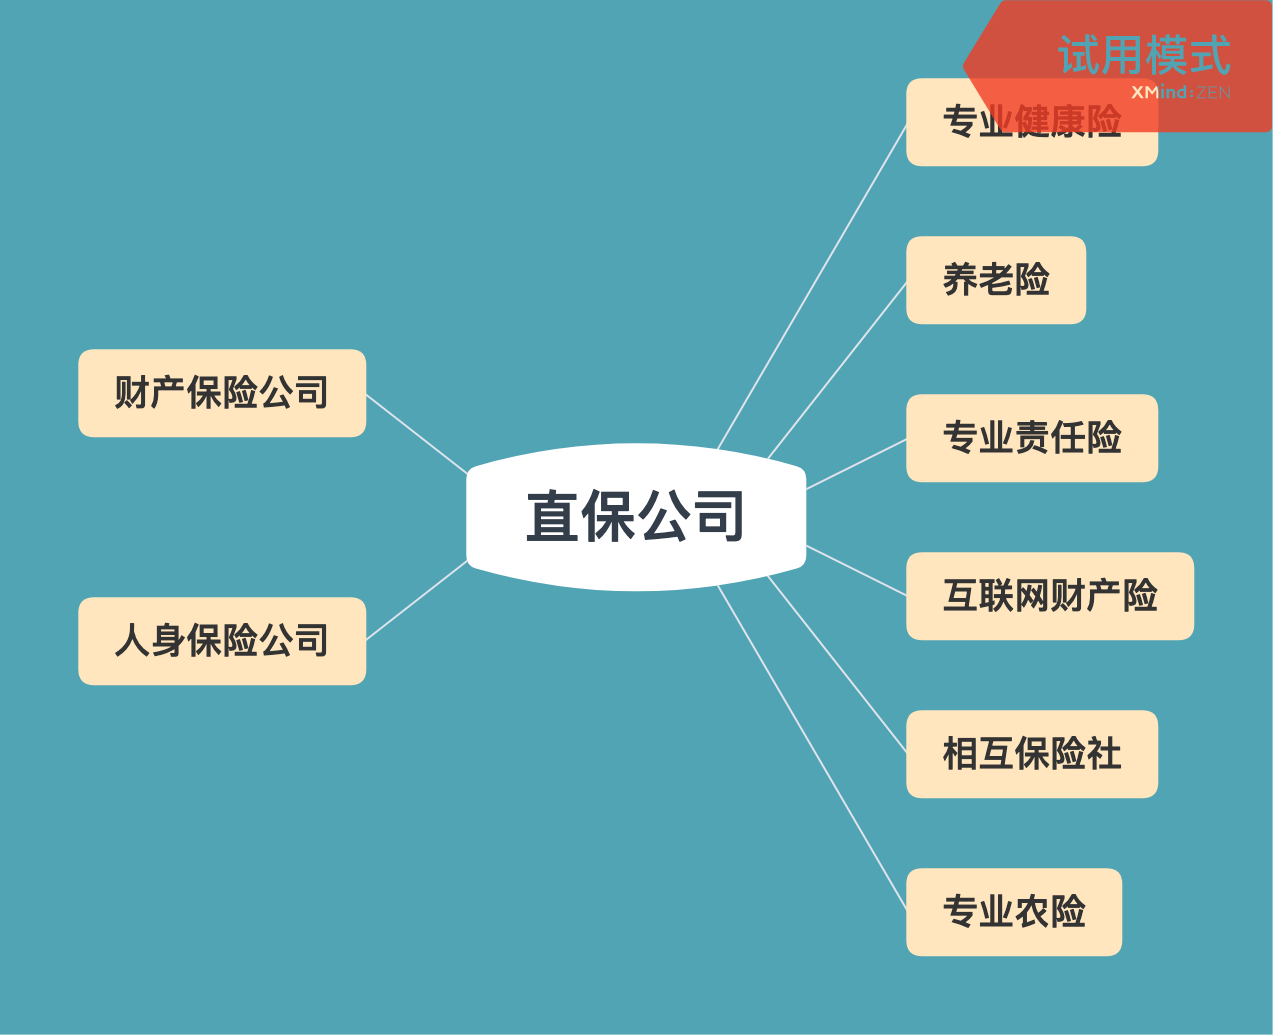 试用模式
XMind:ZEN
专业健康险
养老险
财产保险公司
专业责任险
直保公司
互联网财产险
人身保险公司
相互保险社
专业农险